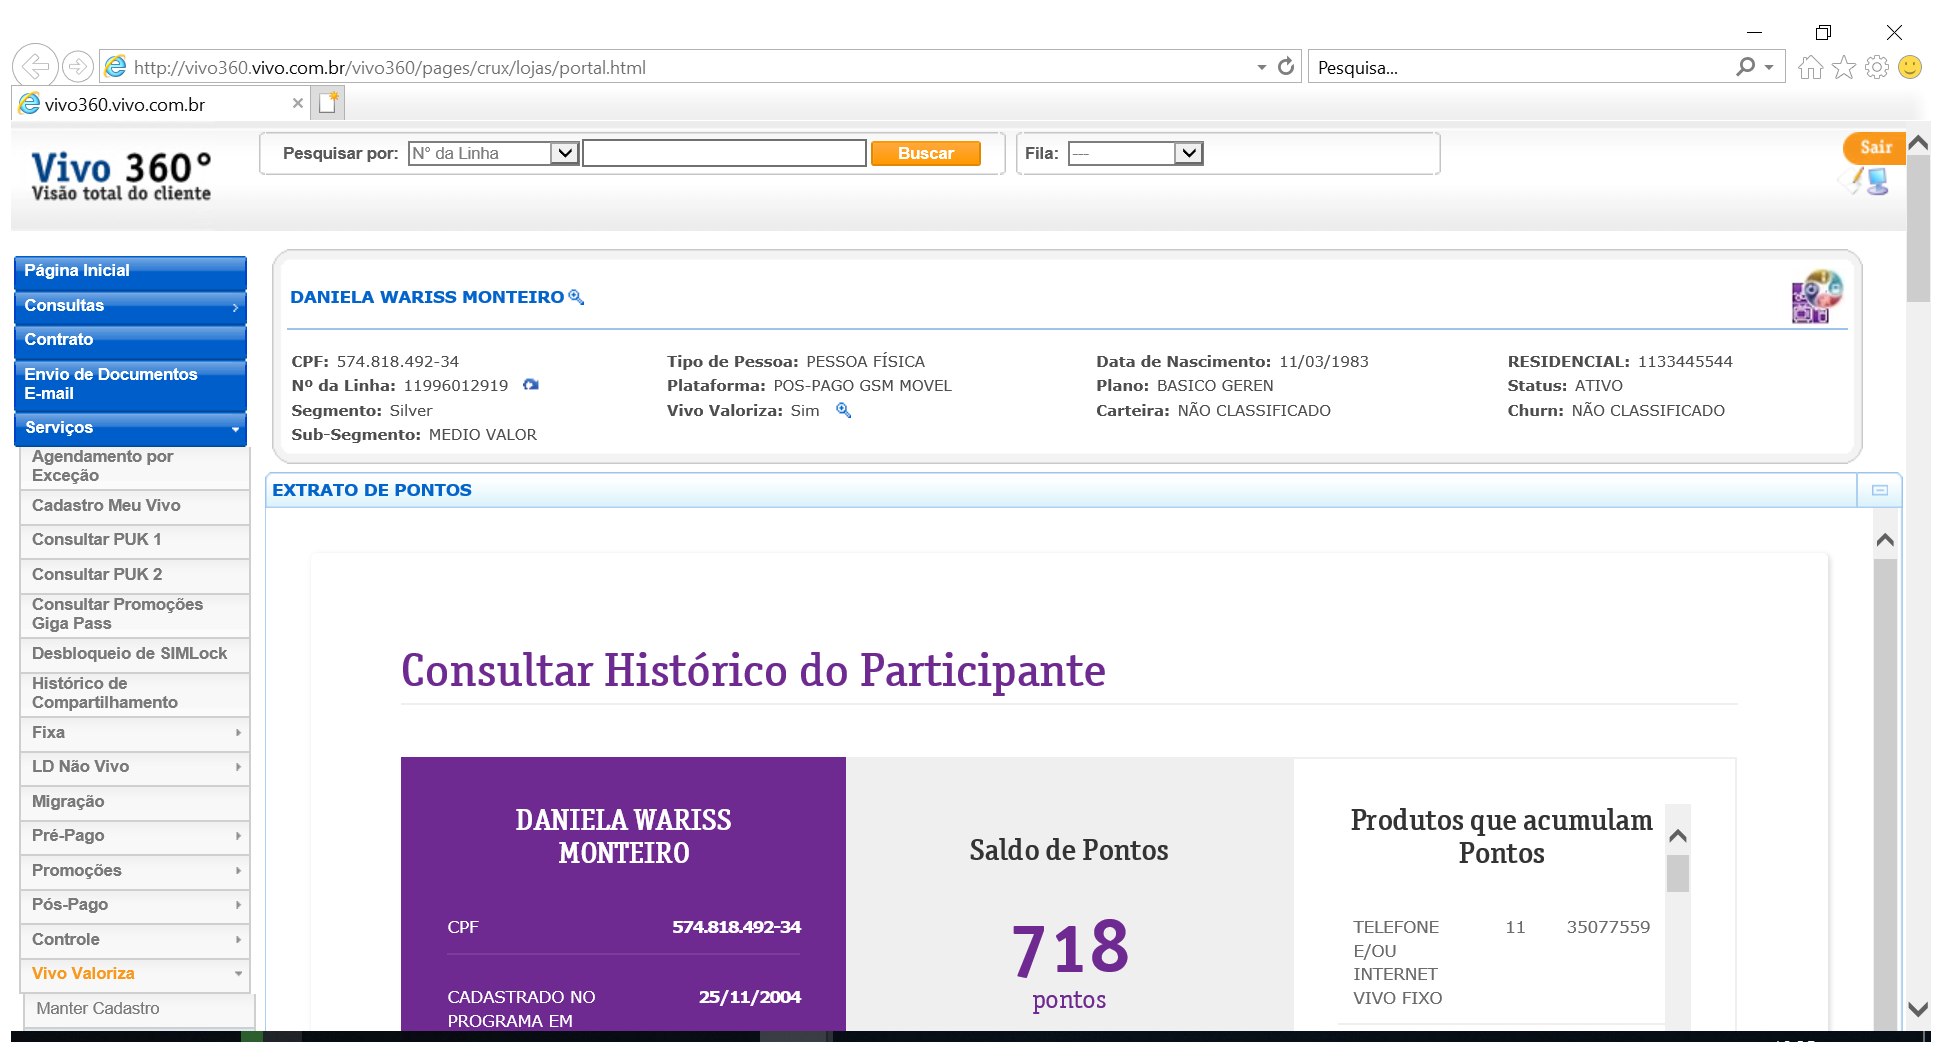 http://vivo360.vivo.com.br/vivo360/pages/crux/lojas/portal.html
Pesquisa...
vivo360.vivo.com.br
Vivo 360°
Visão total do cliente
Pesquisar por: N° da Linha Buscar
Fila: ---
Sair
Página Inicial
Consultas
Contrato
Envio de Documentos
E-mail
Serviços
Agendamento por
Exceção
Cadastro Meu Vivo
Consultar PUK 1
Consultar PUK 2
Consultar Promoções
Giga Pass
Desbloqueio de SIMLock
Histórico de
Compartilhamento
Fixa
LD Não Vivo
Migração
Pré-Pago
Promoções
Pós-Pago
Controle
Vivo Valoriza
Manter Cadastro
DANIELA WARISS MONTEIRO
CPF: 574.818.492-34 Tipo de Pessoa: PESSOA FÍSICA Data de Nascimento: 11/03/1983 RESIDENCIAL: 1133445544
Nº da Linha: 11996012919 Plataforma: POS-PAGO GSM MOVEL Plano: BASICO GEREN Status: ATIVO
Segmento: Silver Vivo Valoriza: Sim Carteira: NÃO CLASSIFICADO Churn: NÃO CLASSIFICADO
Sub-Segmento: MEDIO VALOR
EXTRATO DE PONTOS
Consultar Histórico do Participante
DANIELA WARISS
MONTEIRO
CPF 574.818.492-34
CADASTRADO NO 25/11/2004
PROGRAMA EM
Saldo de Pontos
718
pontos
Produtos que acumulam
Pontos
TELEFONE 11 35077559
E/OU
INTERNET
VIVO FIXO